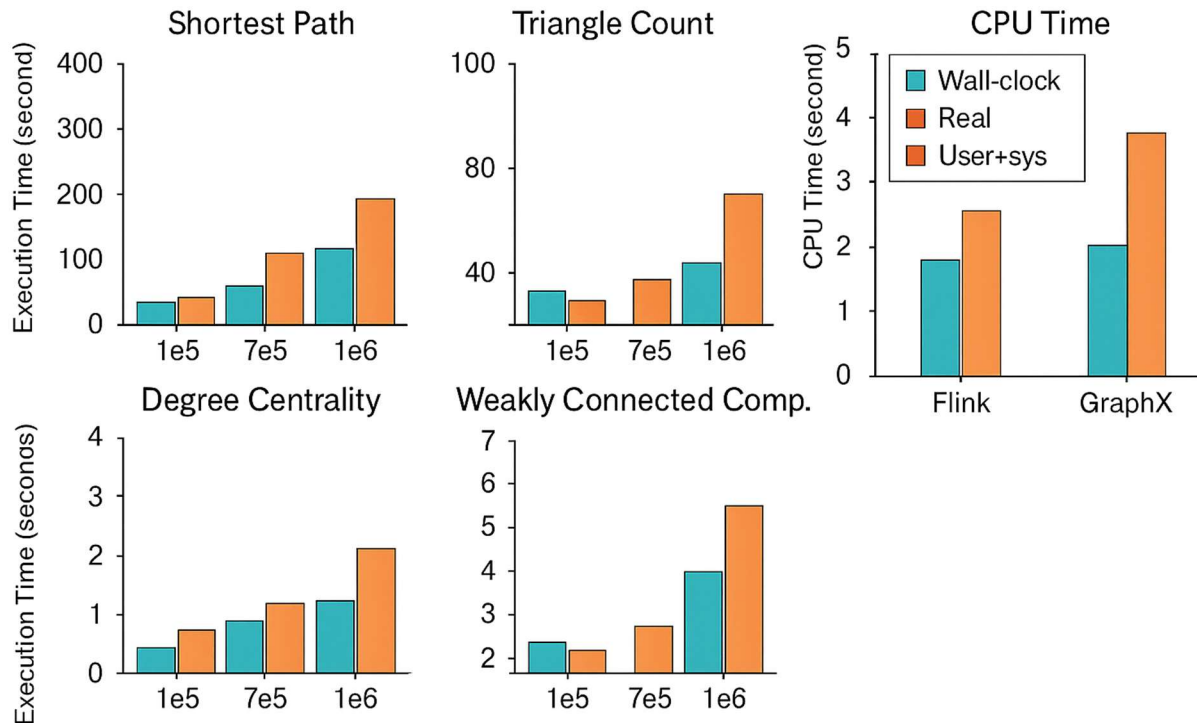 Shortest Path
Execution Time (second)
400
300
200
100
0
1e5 7e5 1e6
Triangle Count
100
80
40
1e5 7e5 1e6
CPU Time
CPU Time (second)
5
4
3
2
1
0
Wall-clock
Real
User+sys
Flink GraphX
Degree Centrality
Execution Time (seconds)
4
3
2
1
0
1e5 7e5 1e6
Weakly Connected Comp.
7
6
5
4
3
2
1e5 7e5 1e6